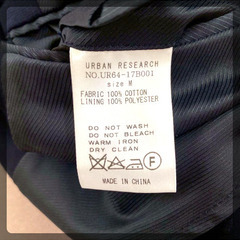 URBAN RESEARCH
NO.UR64-17B001
size M
FABRIC 100% COTTON
LINING 100% POLYESTER
DO NOT WASH
DO NOT BLEACH
WARM IRON
DRY CLEAN
F
MADE IN CHINA